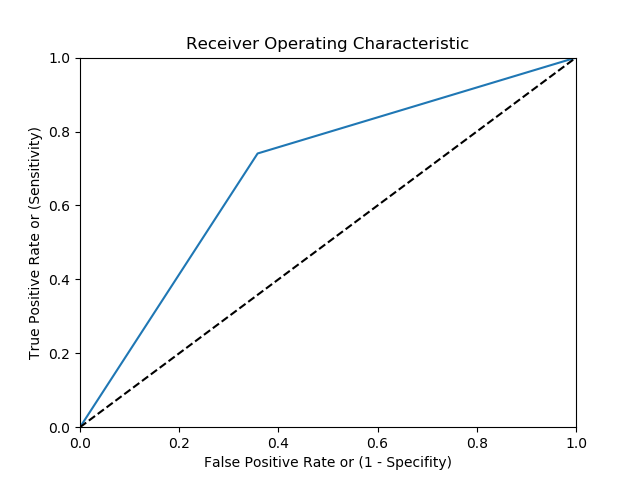 Receiver Operating Characteristic
1.0
0.8
0.6
0.4
0.2
0.0
True Positive Rate or (Sensitivity)
0.0 0.2 0.4 0.6 0.8 1.0
False Positive Rate or (1 - Specifity)